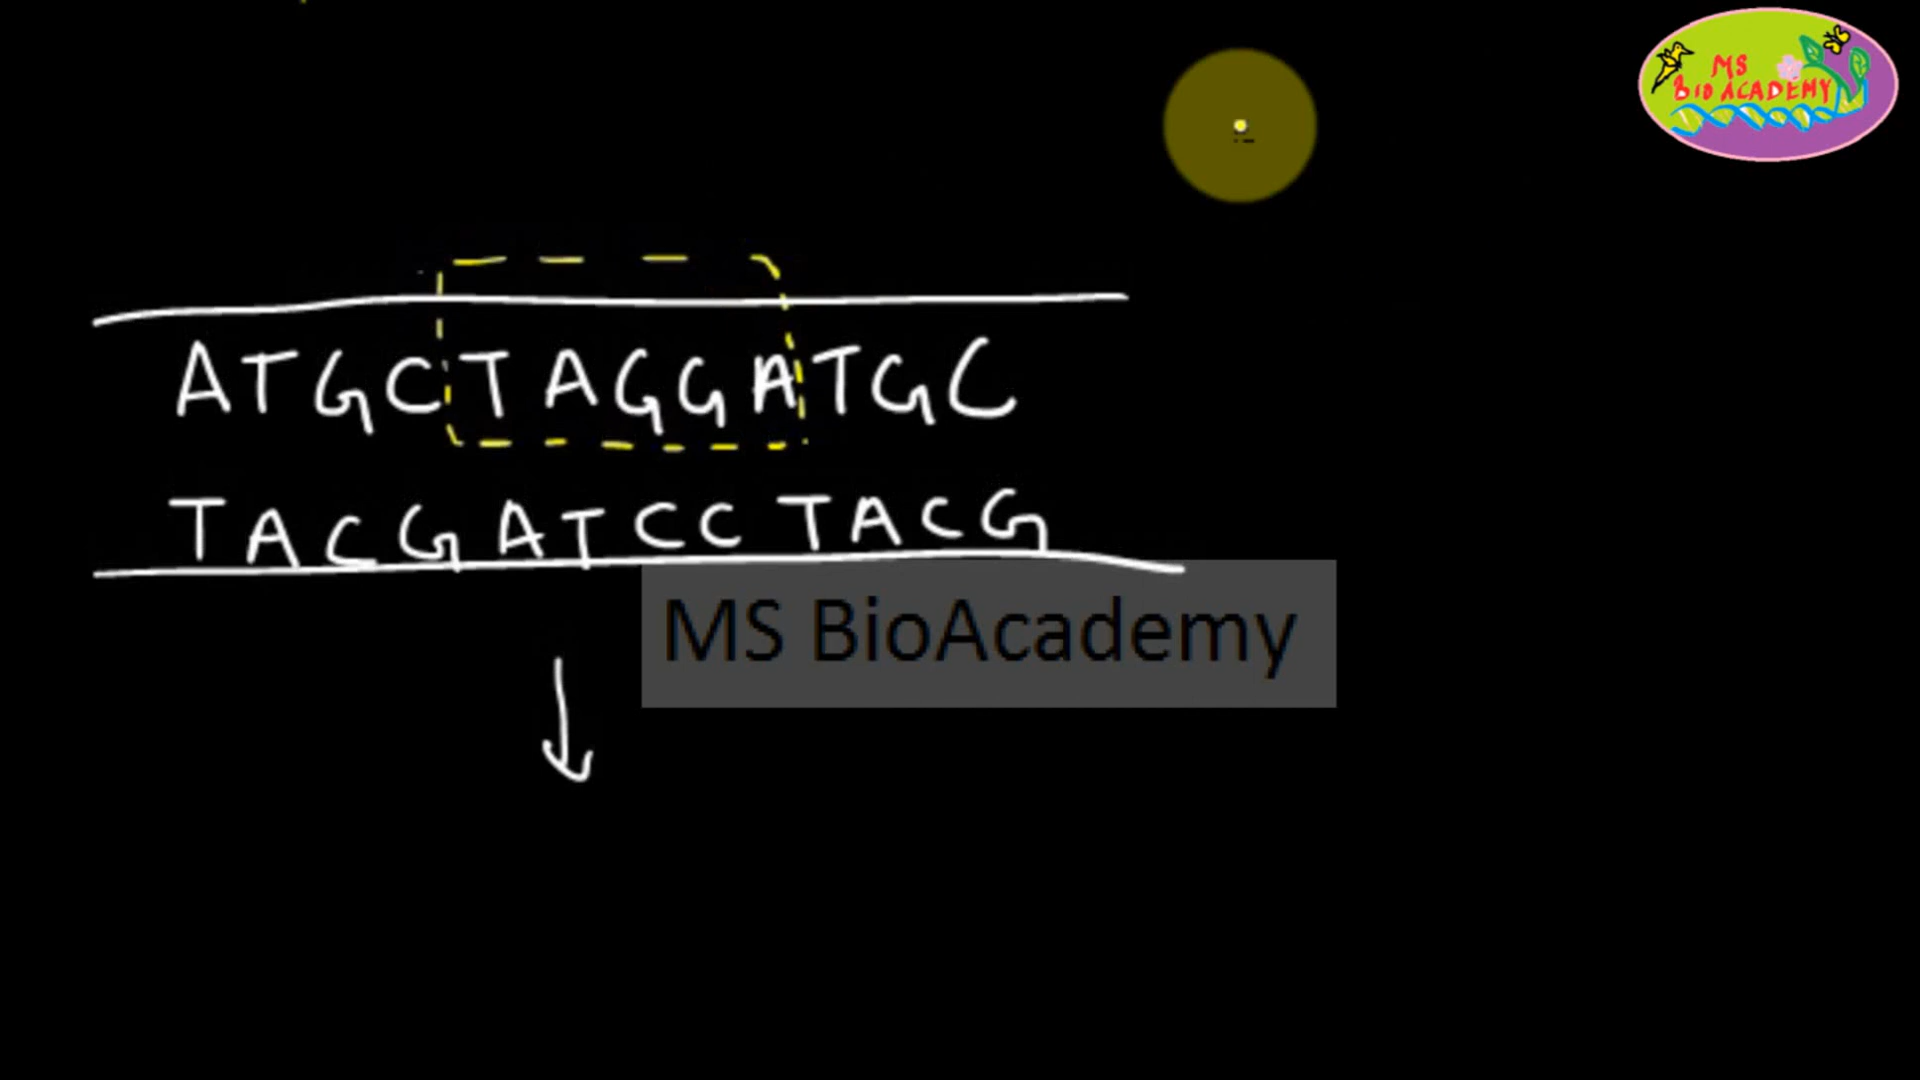 MS
BIO ACADEMY
ATGCTAGGATGC
TACGATCCTACG
MS BioAcademy